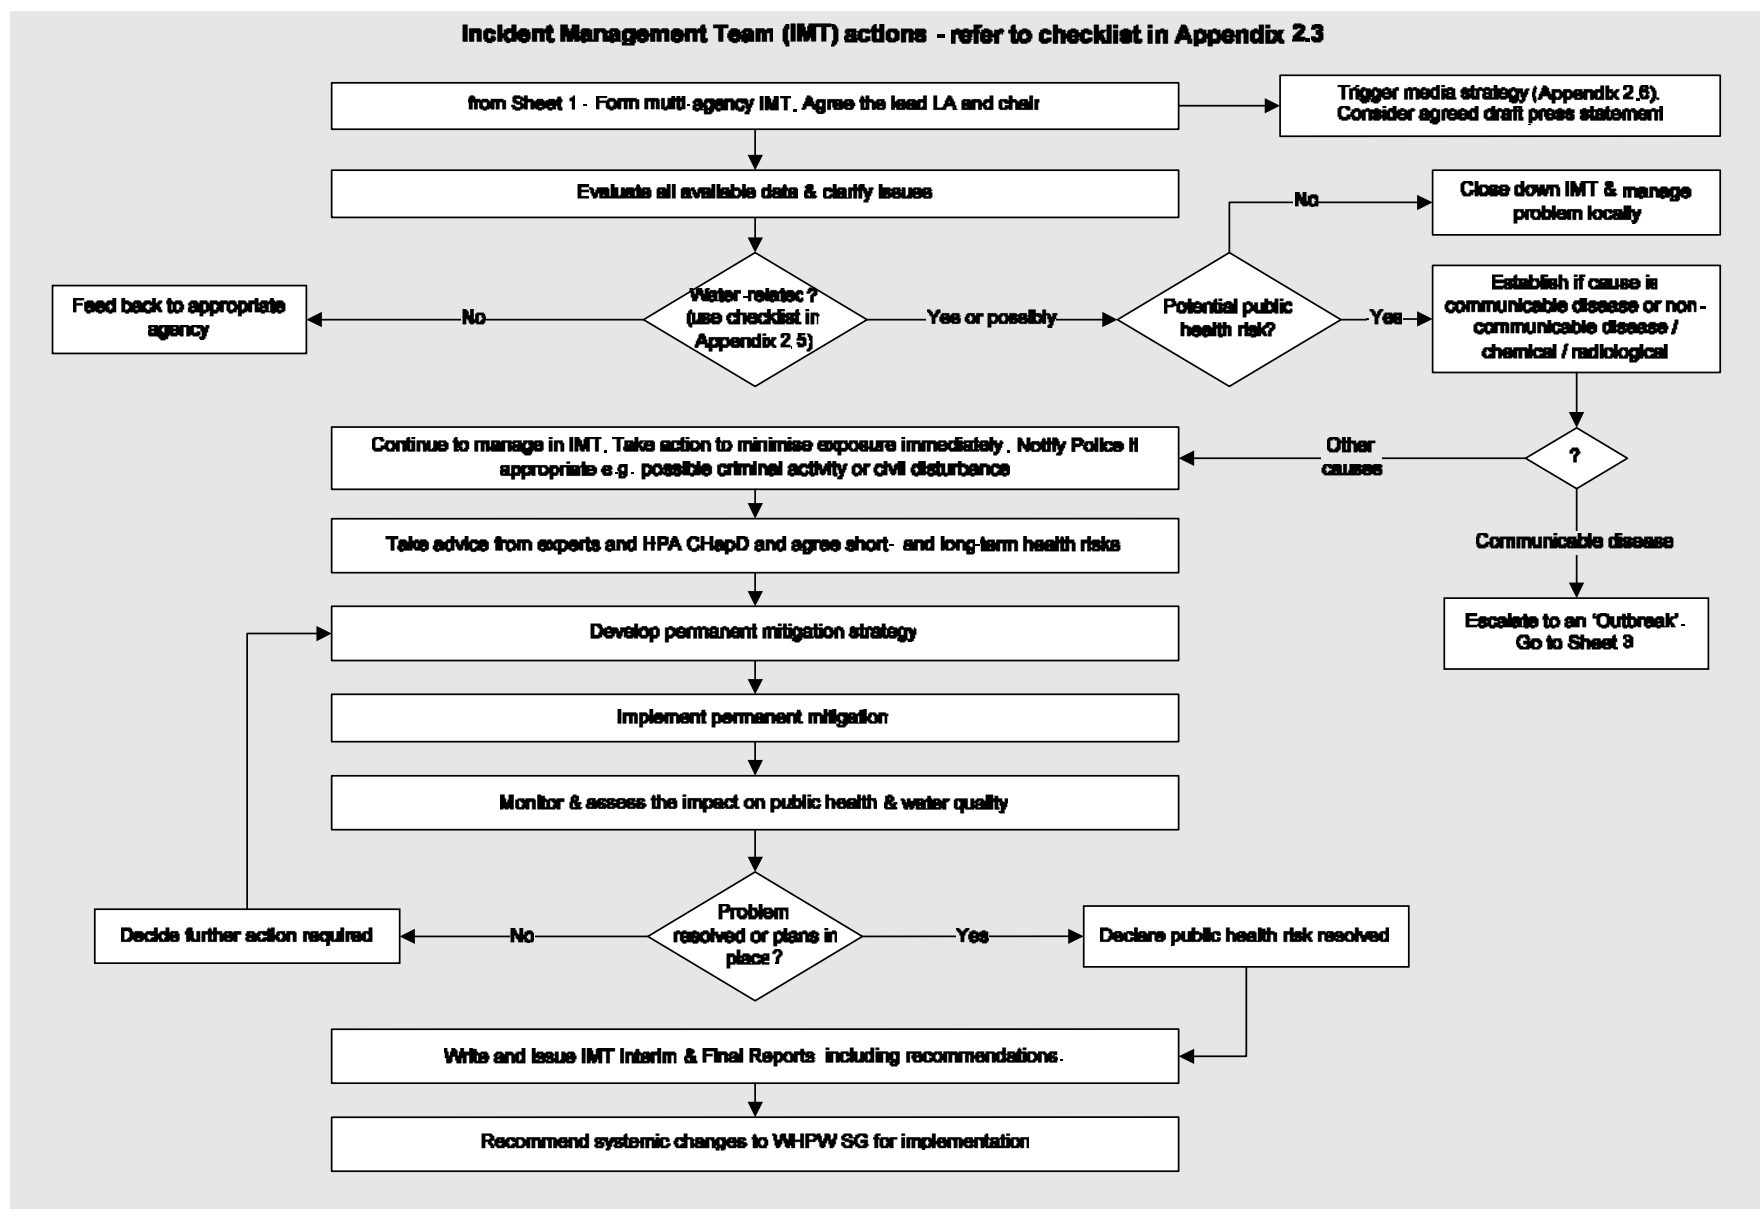 Incident Management Team (IMT) actions - refer to checklist in Appendix 2.3
from Sheet 1 - Form multi-agency IMT. Agree the lead LA and chair
Trigger media strategy (Appendix 2.6).
Consider agreed draft press statement
Evaluate all available data & clarify issues
No
Close down IMT & manage
problem locally
Feed back to appropriate
agency
No
Water-related?
(use checklist in
Appendix 2.5)
Yes or possibly
Potential public
health risk?
Yes
Establish if cause is
communicable disease or non-
communicable disease /
chemical / radiological
Continue to manage in IMT. Take action to minimise exposure immediately. Notify Police if
appropriate e.g. possible criminal activity or civil disturbance
Other
causes
?
Take advice from experts and HPA CHapD and agree short- and long-term health risks
Communicable disease
Develop permanent mitigation strategy
Escalate to an 'Outbreak'-
Go to Sheet 3
Implement permanent mitigation
Monitor & assess the impact on public health & water quality
Decide further action required
No
Problem
resolved or plans in
place?
Yes
Declare public health risk resolved
Write and issue IMT Interim & Final Reports including recommendations.
Recommend systemic changes to WHPW SG for implementation